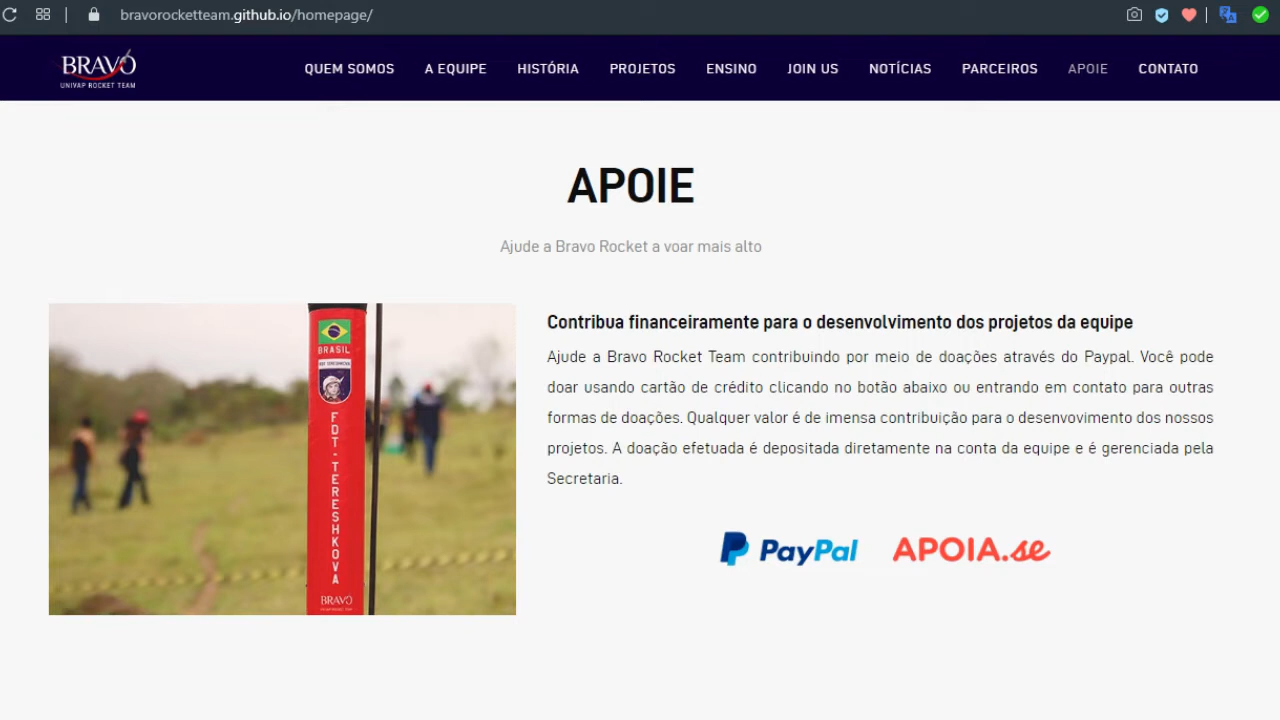 bravorocketteam.github.io/homepage/
BRAVO
UNIVAP ROCKET TEAM
QUEM SOMOS A EQUIPE HISTÓRIA PROJETOS ENSINO JOIN US NOTÍCIAS PARCEIROS APOIE CONTATO
APOIE
Ajude a Bravo Rocket a voar mais alto
BRASIL
FDT-TERESHKOVA
BRAVO
Contribua financeiramente para o desenvolvimento dos projetos da equipe
Ajude a Bravo Rocket Team contribuindo por meio de doações através do Paypal. Você pode
doar usando cartão de crédito clicando no botão abaixo ou entrando em contato para outras
formas de doações. Qualquer valor é de imensa contribuição para o desenvovimento dos nossos
projetos. A doação efetuada é depositada diretamente na conta da equipe e é gerenciada pela
Secretaria.
PayPal APOIA.se